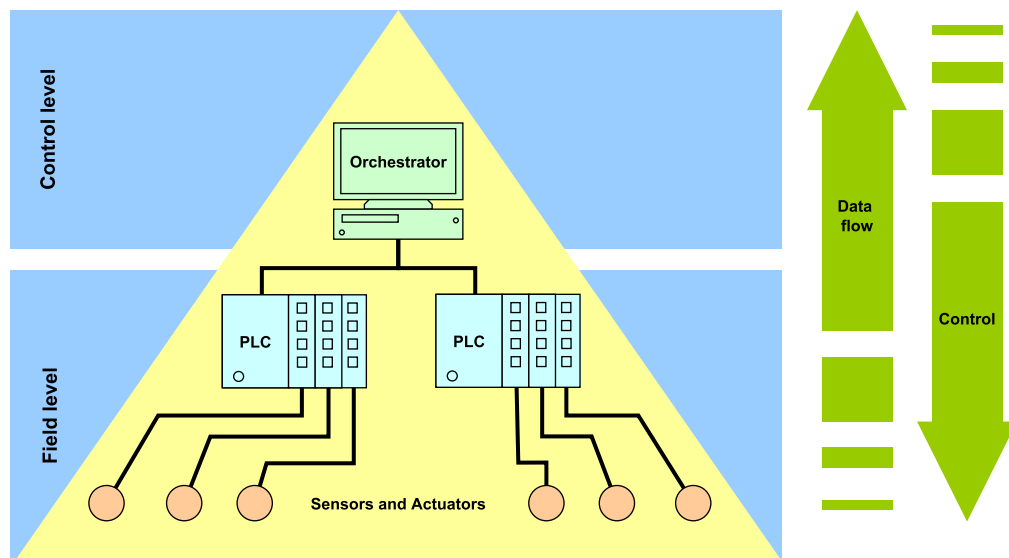 Control level
Orchestrator
Data
flow
Control
PLC
PLC
Field level
Sensors and Actuators